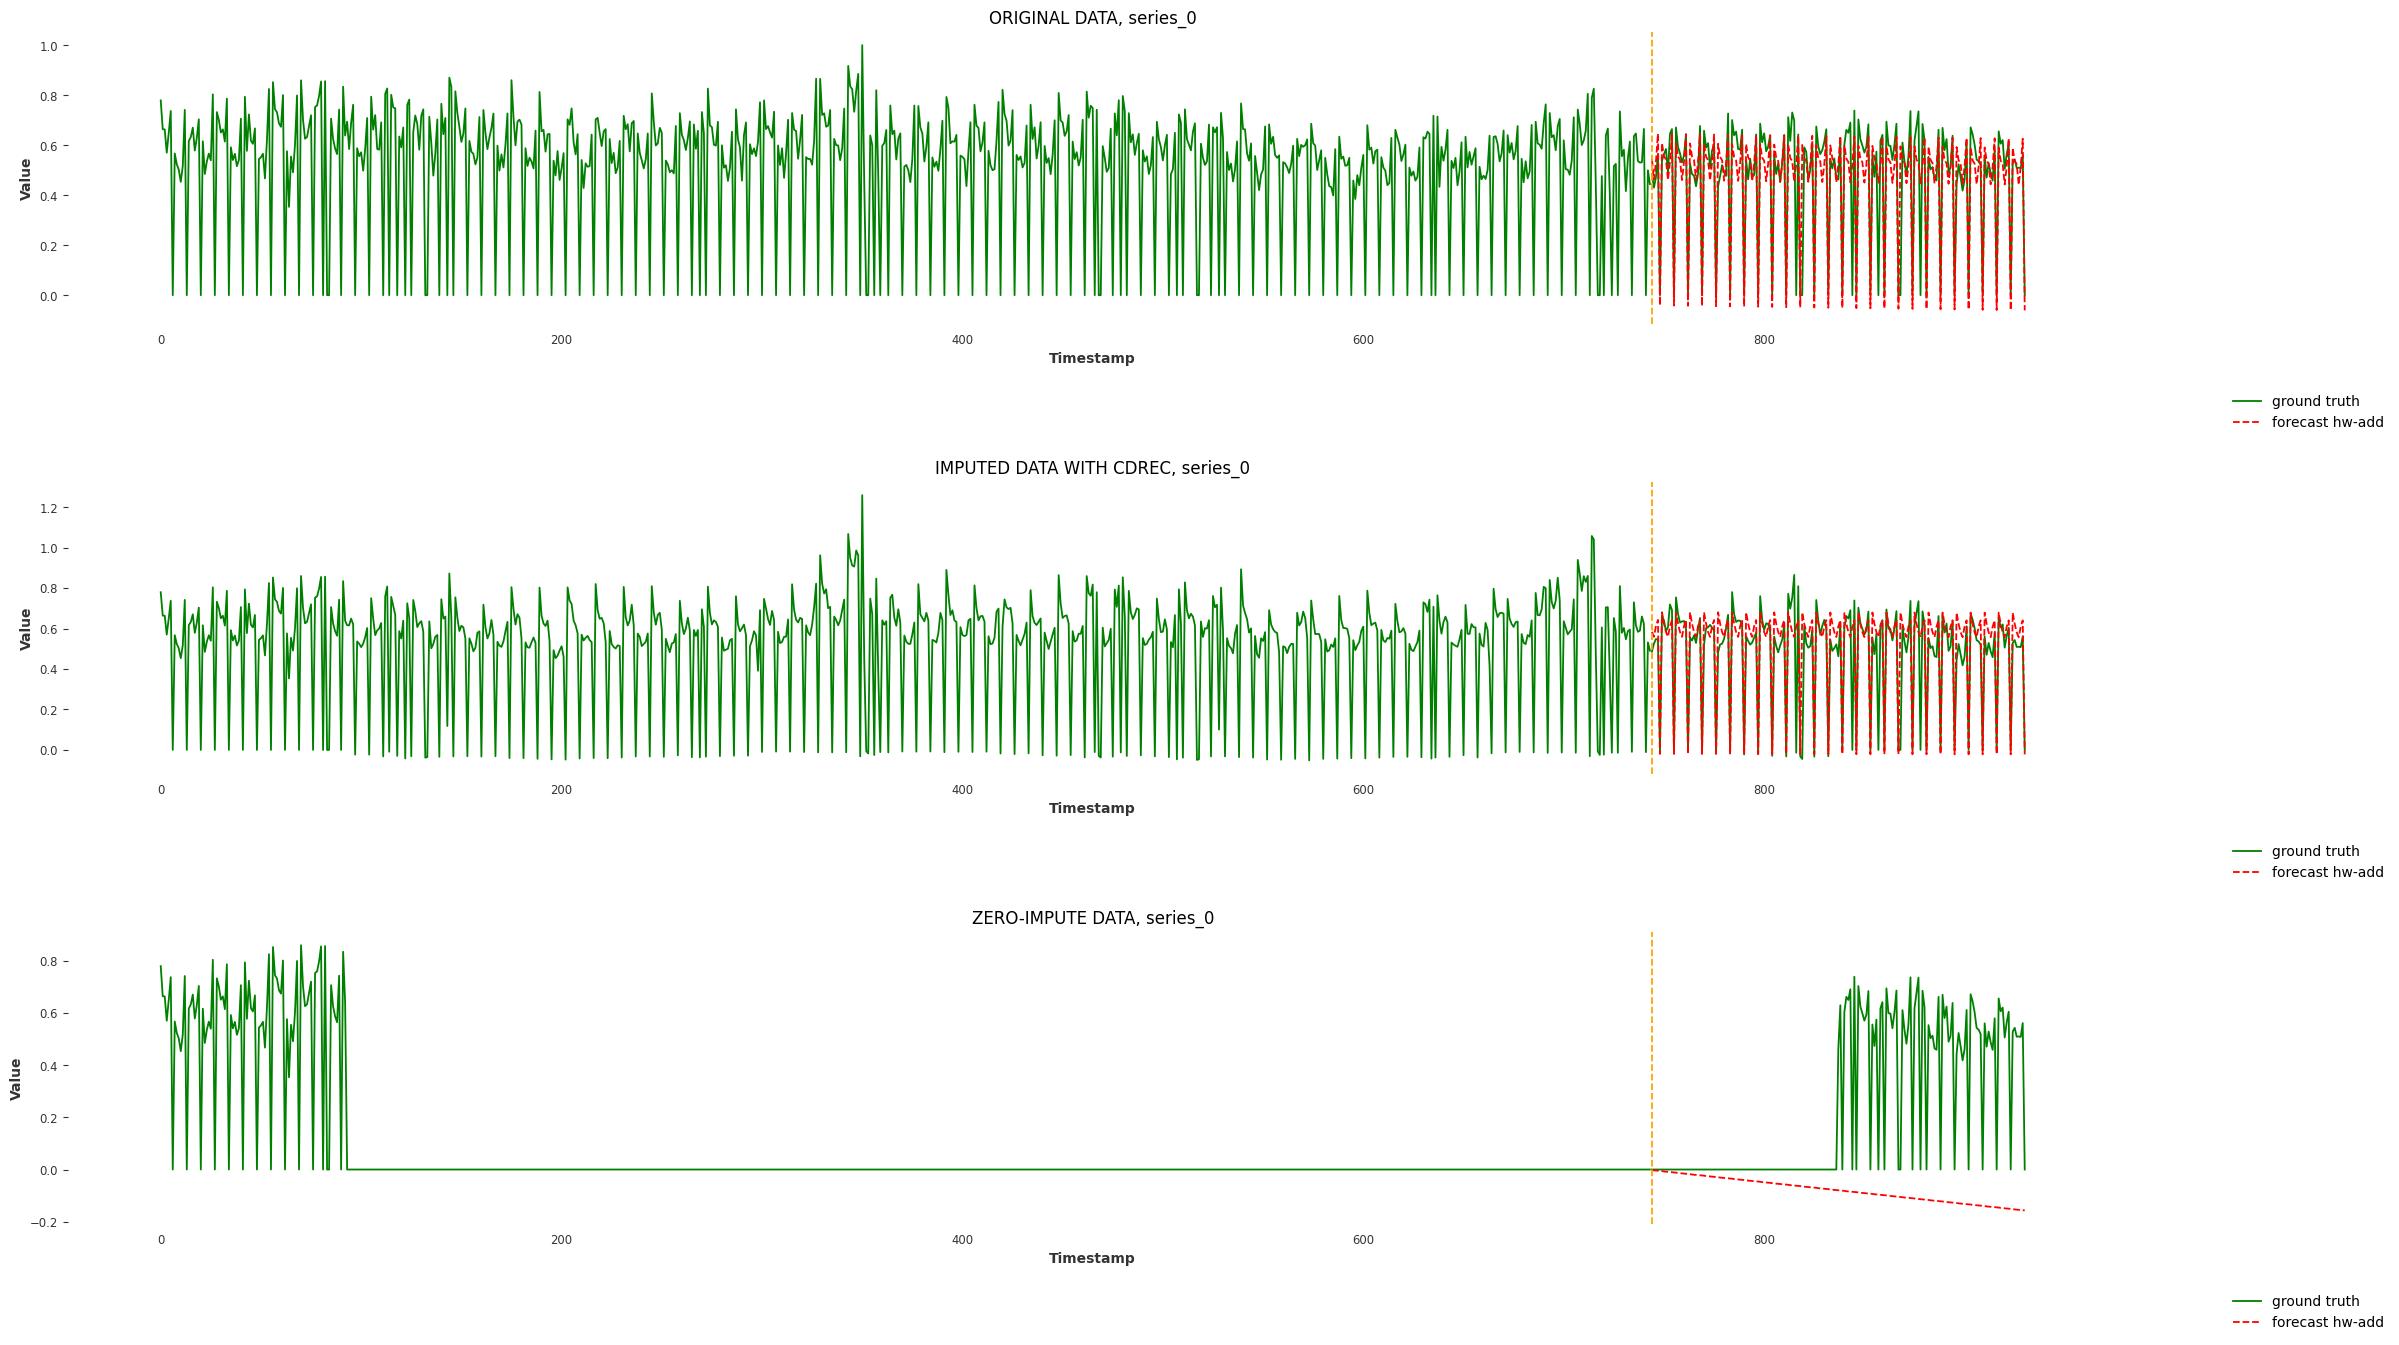 ORIGINAL DATA, series_0
1.0
0.8
0.6
0.4
0.2
0.0
Value
0 200 400 600 800
Timestamp
ground truth
forecast hw-add
IMPUTED DATA WITH CDREC, series_0
1.2
1.0
0.8
0.6
0.4
0.2
0.0
Value
0 200 400 600 800
Timestamp
ground truth
forecast hw-add
ZERO-IMPUTE DATA, series_0
0.8
0.6
0.4
0.2
0.0
−0.2
Value
0 200 400 600 800
Timestamp
ground truth
forecast hw-add